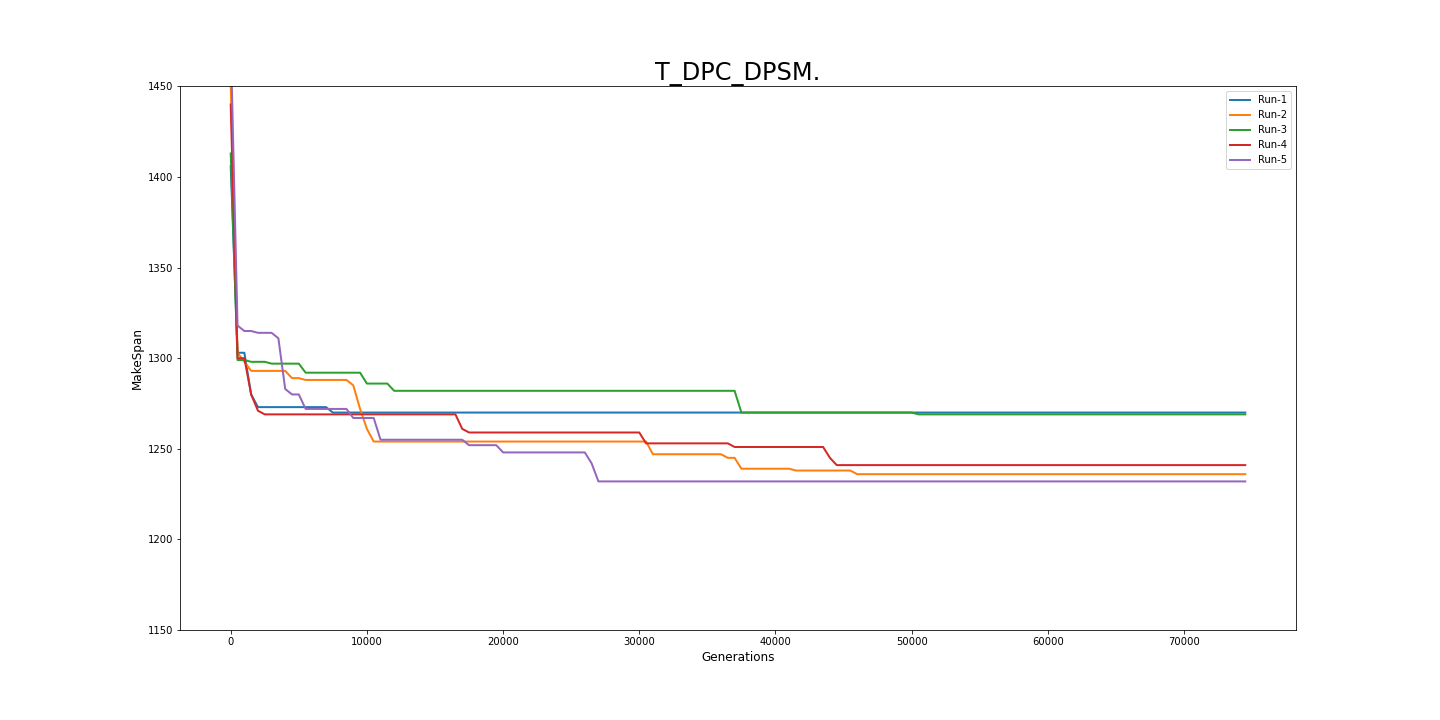 T_DPC_DPSM.
Run-1
Run-2
Run-3
Run-4
Run-5
MakeSpan
1450
1400
1350
1300
1250
1200
1150
0 10000 20000 30000 40000 50000 60000 70000
Generations